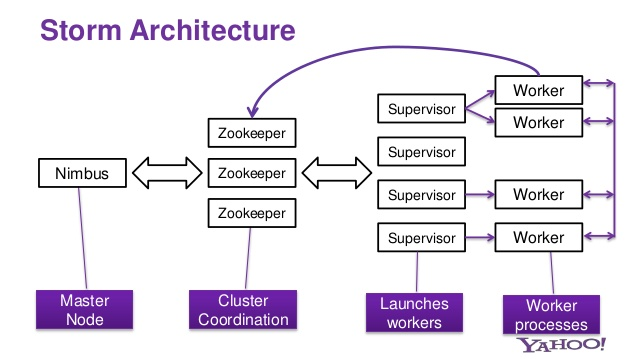 Storm Architecture
Nimbus
Zookeeper
Zookeeper
Zookeeper
Supervisor
Supervisor
Supervisor
Supervisor
Worker
Worker
Worker
Worker
Master
Node
Cluster
Coordination
Launches
workers
Worker
processes
YAHOO!